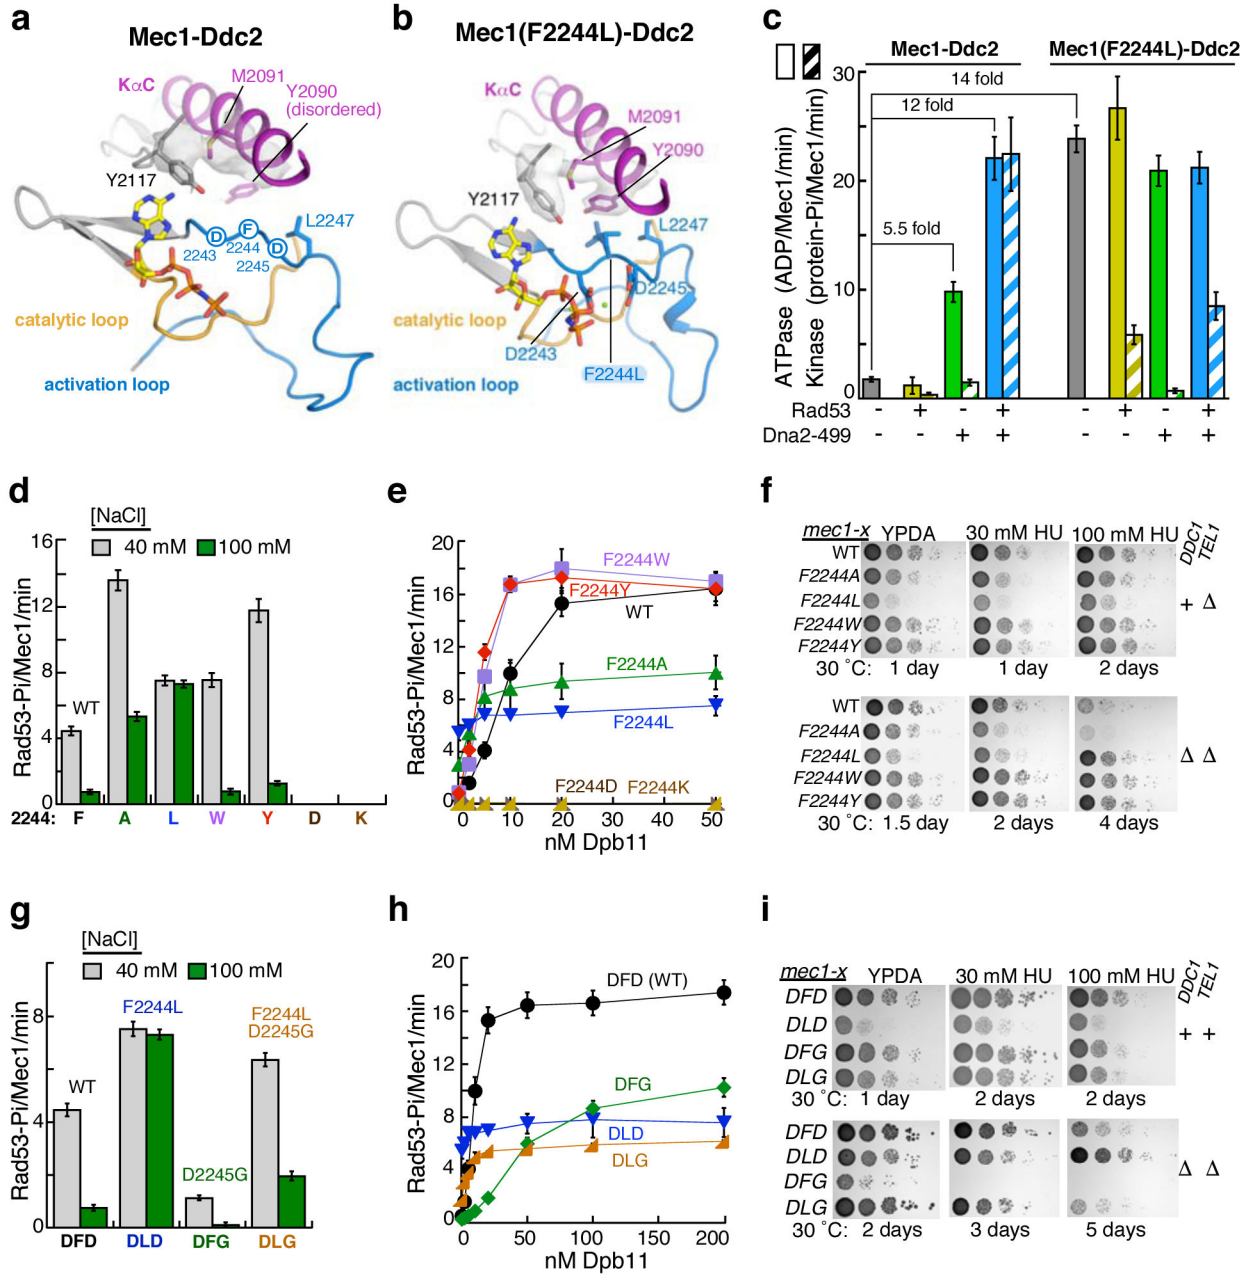 a
Mec1-Ddc2
KαC
M2091
Y2090
(disordered)
Y2117
D
F
D
2243
2244
2245
L2247
catalytic loop
activation loop
b
Mec1(F2244L)-Ddc2
KαC
M2091
Y2090
Y2117
L2247
D2245
catalytic loop
D2243
activation loop
F2244L
c
Mec1-Ddc2
Mec1(F2244L)-Ddc2
ATPase (ADP/Mec1/min)
Kinase (protein-Pi/Mec1/min)
30
20
10
0
14 fold
12 fold
5.5 fold
Rad53 - + - + - + - +
Dna2-499 - - + + - - + +
d
[NaCl]
40 mM 100 mM
Rad53-Pi/Mec1/min
16
12
8
4
0
WT
2244: F A L W Y D K
e
Rad53-Pi/Mec1/min
20
16
12
8
4
0
F2244W
F2244Y
WT
F2244A
F2244L
F2244D F2244K
0 10 20 30 40 50
nM Dpb11
f
mec1-x YPDA 30 mM HU 100 mM HU
DDC1
TEL1
WT
F2244A
F2244L
F2244W
F2244Y
+ Δ
30 °C: 1 day 1 day 2 days
WT
F2244A
F2244L
F2244W
F2244Y
Δ Δ
30 °C: 1.5 day 2 days 4 days
g
[NaCl]
40 mM 100 mM
Rad53-Pi/Mec1/min
8
4
0
WT
F2244L
D2245G
F2244L
D2245G
DFD DLD DFG DLG
h
Rad53-Pi/Mec1/min
20
16
12
8
4
0
DFD (WT)
DFG
DLD
DLG
0 50 100 150 200
nM Dpb11
i
mec1-x YPDA 30 mM HU 100 mM HU
DDC1
TEL1
DFD
DLD
DFG
DLG
+ +
30 °C: 1 day 2 days 2 days
DFD
DLD
DFG
DLG
Δ Δ
30 °C: 2 days 3 days 5 days